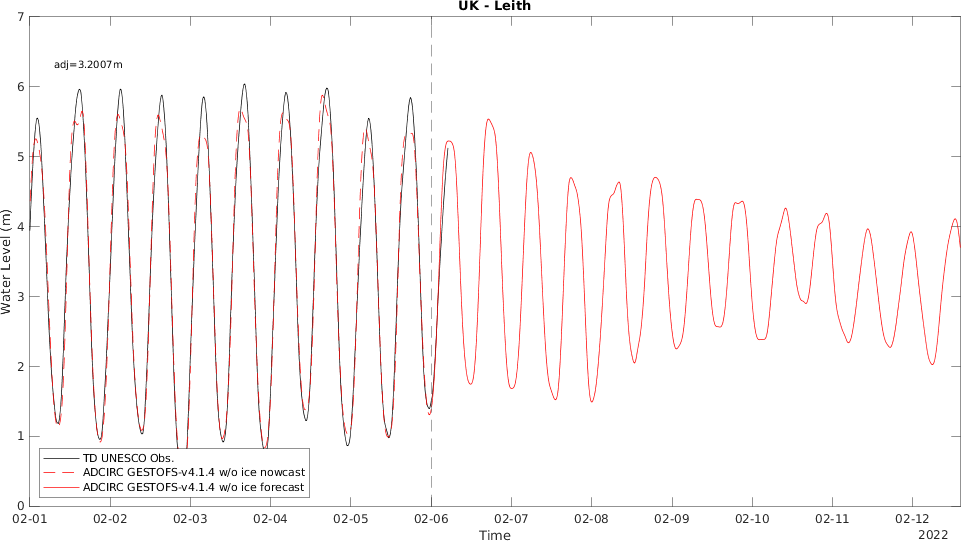 UK - Leith
7
adj=3.2007m
6
5
4
3
2
1
0
Water Level (m)
TD UNESCO Obs.
ADCIRC GESTOFS-v4.1.4 w/o ice nowcast
ADCIRC GESTOFS-v4.1.4 w/o ice forecast
02-01 02-02 02-03 02-04 02-05 02-06 02-07 02-08 02-09 02-10 02-11 02-12
Time
2022